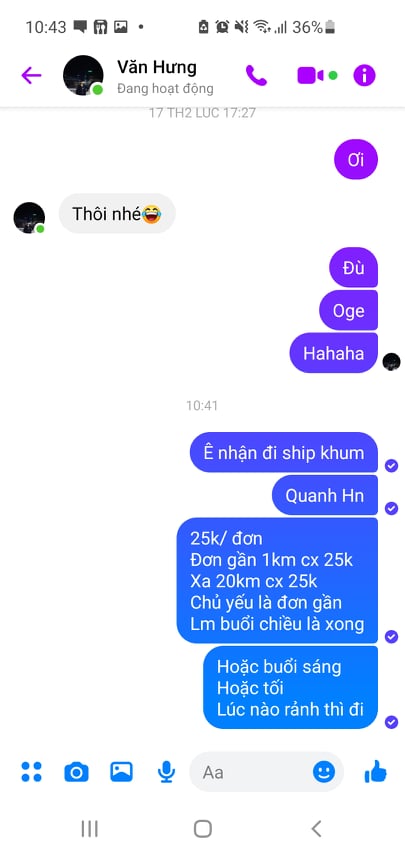 10:43
36%
Văn Hưng
Đang hoạt động
17 TH2 LÚC 17:27
Ơi
Thôi nhé😂
Đù
Oge
Hahaha
10:41
Ê nhận đi ship khum
Quanh Hn
25k/ đơn
Đơn gần 1km cx 25k
Xa 20km cx 25k
Chủ yếu là đơn gần
Lm buổi chiều là xong
Hoặc buổi sáng
Hoặc tối
Lúc nào rảnh thì đi
Aa